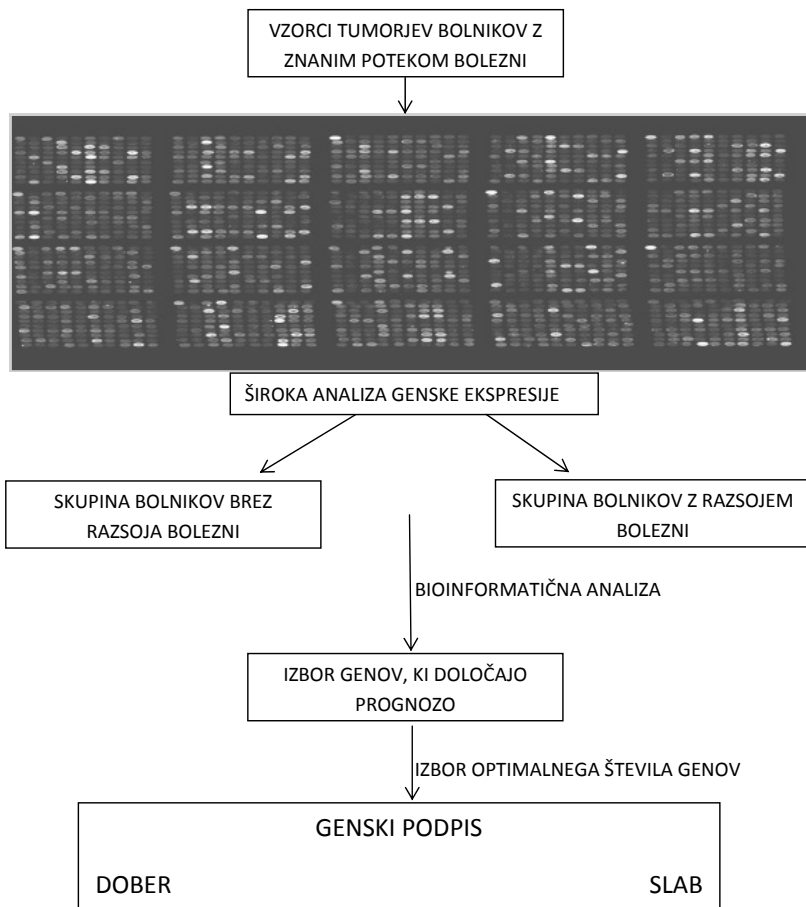 VZORCI TUMORJEV BOLNIKOV Z
ZNANIM POTEKOM BOLEZNI
ŠIROKA ANALIZA GENSKE EKSPRESIJE
SKUPINA BOLNIKOV BREZ
RAZSOJA BOLEZNI
SKUPINA BOLNIKOV Z RAZSOJEM
BOLEZNI
BIOINFORMATIČNA ANALIZA
IZBOR GENOV, KI DOLOČAJO
PROGNOZO
IZBOR OPTIMALNEGA ŠTEVILA GENOV
GENSKI PODPIS
DOBER SLAB